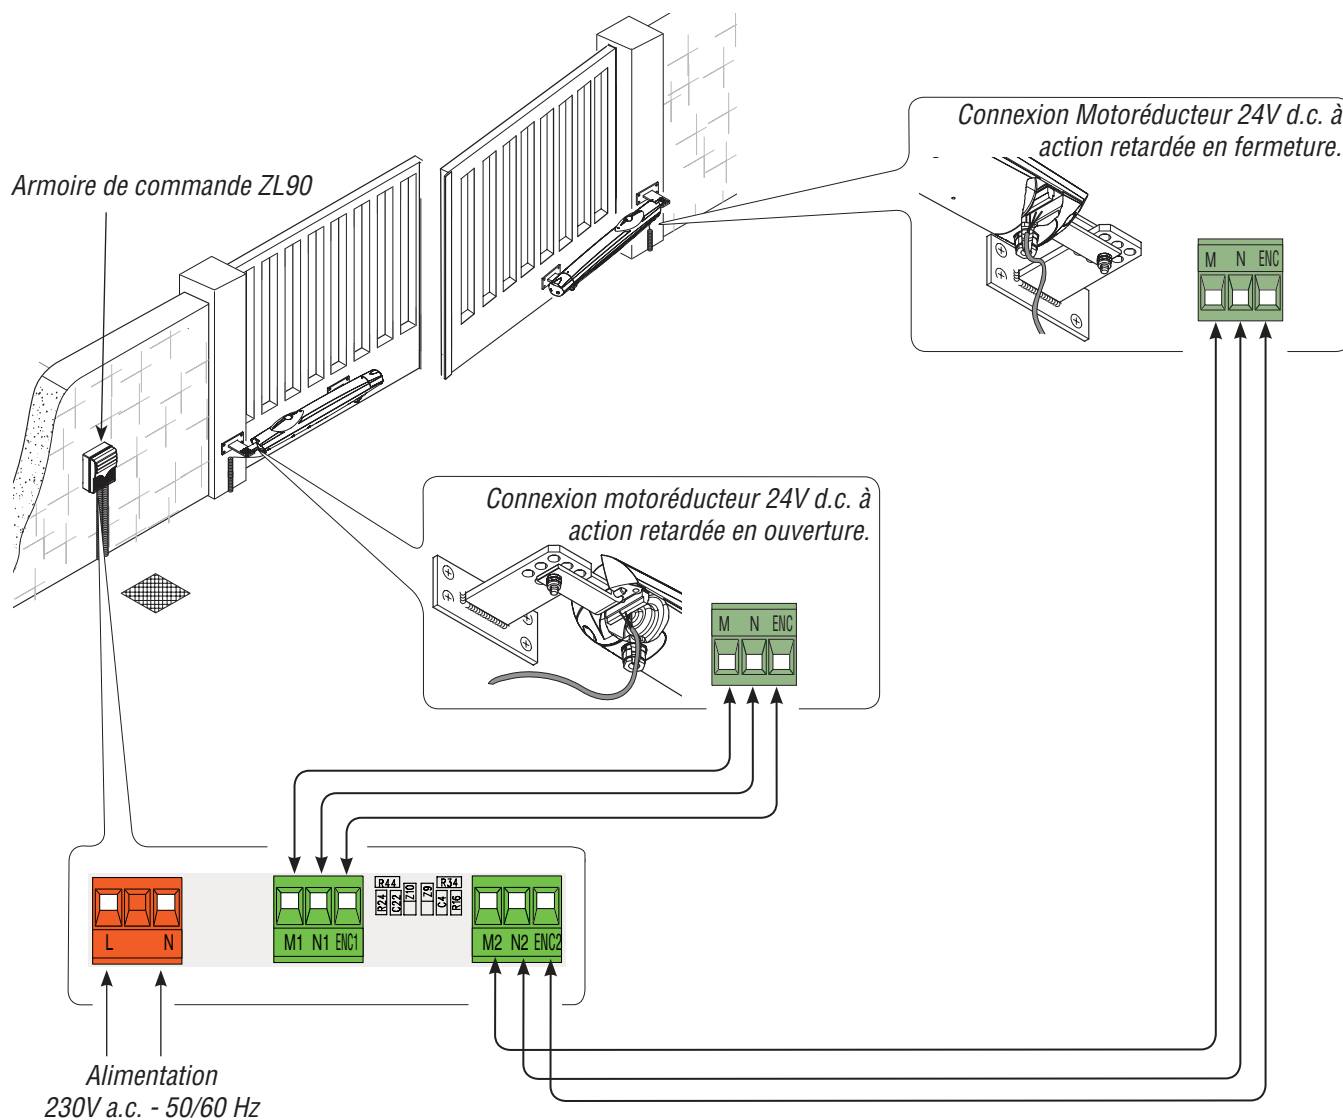 Connexion Motoréducteur 24V d.c. à
action retardée en fermeture.
Armoire de commande ZL90
M N ENC
Connexion motoréducteur 24V d.c. à
action retardée en ouverture.
M N ENC
R44
R24
C22
Z10
Z9
R34
C4
R16
L N
M1 N1 ENC1
M2 N2 ENC2
Alimentation
230V a.c. - 50/60 Hz